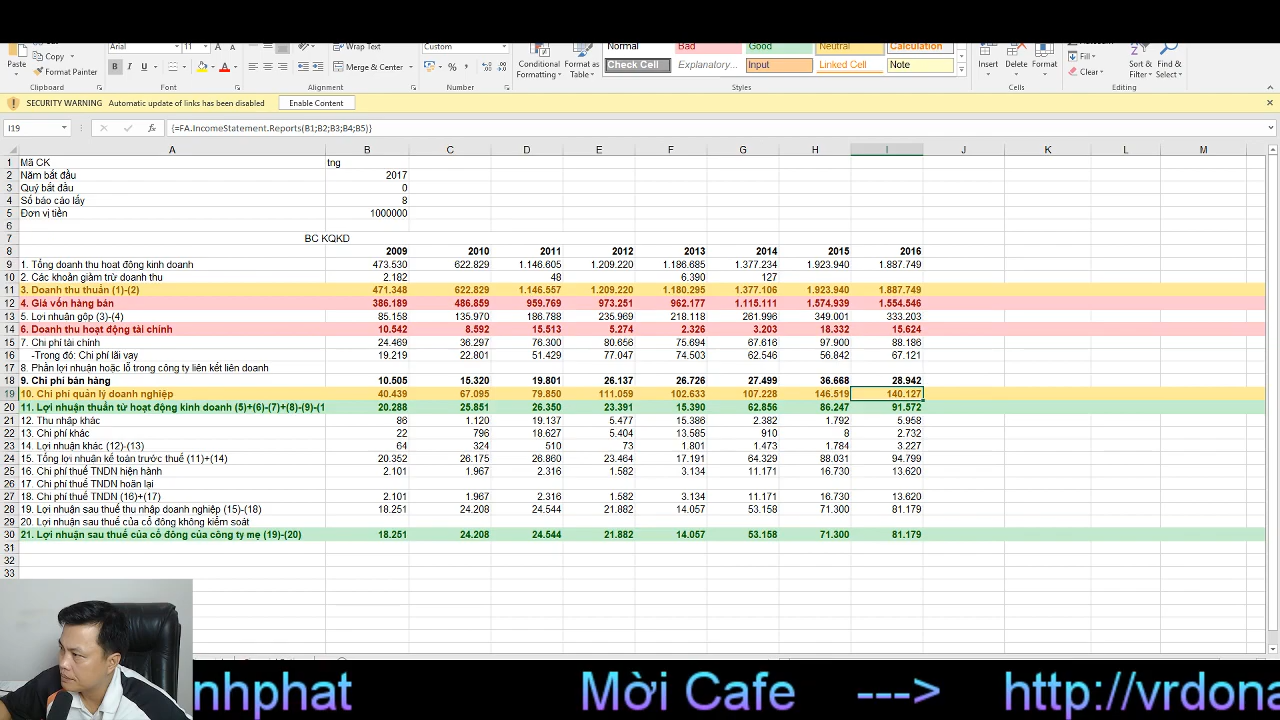 Arial 11 Wrap Text Custom Normal Bad Good Neutral Calculation
Paste Copy Format Painter Merge & Center Conditional Formatting Format as Table Check Cell Explanatory... Input Linked Cell Note Insert Delete Format Fill Clear Sort & Filter Find & Select
Clipboard Font Alignment Number Styles Cells Editing
SECURITY WARNING Automatic update of links has been disabled Enable Content
I19 fx {=FA.IncomeStatement.Reports(B1;B2;B3;B4;B5)}
A B C D E F G H I J K L M
1 Mã CK tng
2 Năm bắt đầu 2017
3 Quý bắt đầu 0
4 Số báo cáo lấy 8
5 Đơn vị tiền 1000000
6
7 BC KQKD
8 2009 2010 2011 2012 2013 2014 2015 2016
9 1. Tổng doanh thu hoạt động kinh doanh 473.530 622.829 1.146.605 1.209.220 1.186.685 1.377.234 1.923.940 1.887.749
10 2. Các khoản giảm trừ doanh thu 2.182 48 6.390 127
11 3. Doanh thu thuần (1)-(2) 471.348 622.829 1.146.557 1.209.220 1.180.295 1.377.106 1.923.940 1.887.749
12 4. Giá vốn hàng bán 386.189 486.859 959.769 973.251 962.177 1.115.111 1.574.939 1.554.546
13 5. Lợi nhuận gộp (3)-(4) 85.158 135.970 186.788 235.969 218.118 261.996 349.001 333.203
14 6. Doanh thu hoạt động tài chính 10.542 8.592 15.513 5.274 2.326 3.203 18.332 15.624
15 7. Chi phí tài chính 24.469 36.297 76.300 80.656 75.694 67.616 97.928 88.186
16 -Trong đó: Chi phí lãi vay 19.219 22.801 51.429 77.047 74.503 62.546 56.842 67.121
17 8. Phần lợi nhuận hoặc lỗ trong công ty liên kết liên doanh
18 9. Chi phí bán hàng 10.505 15.320 19.801 26.137 26.726 27.499 36.668 28.942
19 10. Chi phí quản lý doanh nghiệp 40.439 67.095 79.850 111.059 102.633 107.228 146.519 140.127
20 11. Lợi nhuận thuần từ hoạt động kinh doanh (5)+(6)-(7)+(8)-(9)-(1 20.288 25.851 26.350 23.391 15.390 62.856 86.247 91.572
21 12. Thu nhập khác 86 1.120 19.137 5.477 15.386 2.382 1.792 5.958
22 13. Chi phí khác 22 796 18.627 5.404 13.585 910 8 2.732
23 14. Lợi nhuận khác (12)-(13) 64 324 510 73 1.801 1.473 1.784 3.227
24 15. Tổng lợi nhuận kế toán trước thuế (11)+(14) 20.352 26.175 26.860 23.464 17.191 64.329 88.031 94.799
25 16. Chi phí thuế TNDN hiện hành 2.101 1.967 2.316 1.582 3.134 11.171 16.730 13.620
26 17. Chi phí thuế TNDN hoãn lại
27 18. Chi phí thuế TNDN (16)+(17) 2.101 1.967 2.316 1.582 3.134 11.171 16.730 13.620
28 19. Lợi nhuận sau thuế thu nhập doanh nghiệp (15)-(18) 18.251 24.208 24.544 21.882 14.057 53.158 71.300 81.179
29 20. Lợi nhuận sau thuế của cổ đông không kiểm soát
30 21. Lợi nhuận sau thuế của cổ đông của công ty mẹ (19)-(20) 18.251 24.208 24.544 21.882 14.057 53.158 71.300 81.179
31
32
33
nhphat Mời Cafe ---> http://vrdona